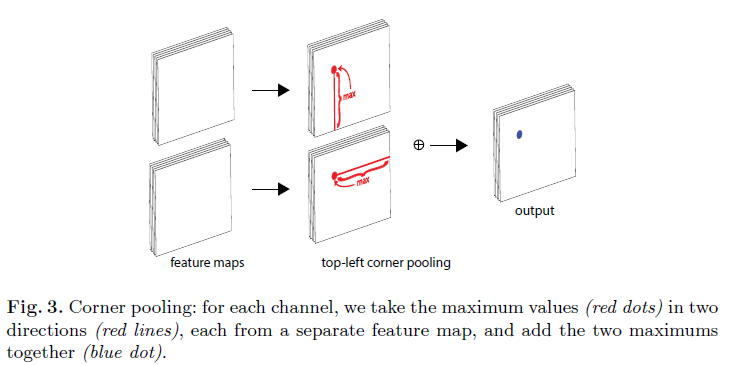 max
max
output
feature maps
top-left corner pooling
Fig. 3. Corner pooling: for each channel, we take the maximum values (red dots) in two
directions (red lines), each from a separate feature map, and add the two maximums
together (blue dot).